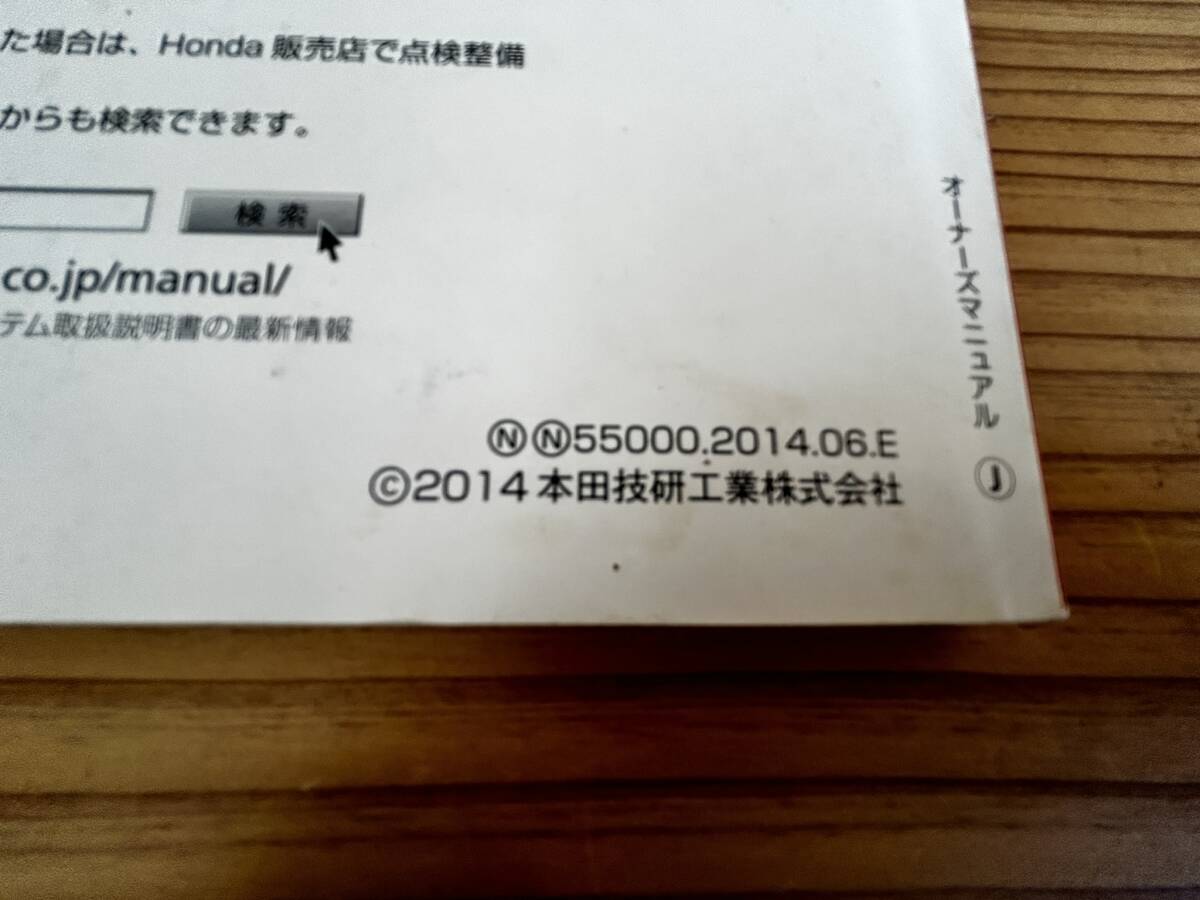 た場合は、Honda 販売店で点検整備
からも検索できます。
検索
co.jp/manual/
テム取扱説明書の最新情報
ⓃⓃ55000.2014.06.E
©2014 本田技研工業株式会社
オーナーズマニュアル Ⓙ